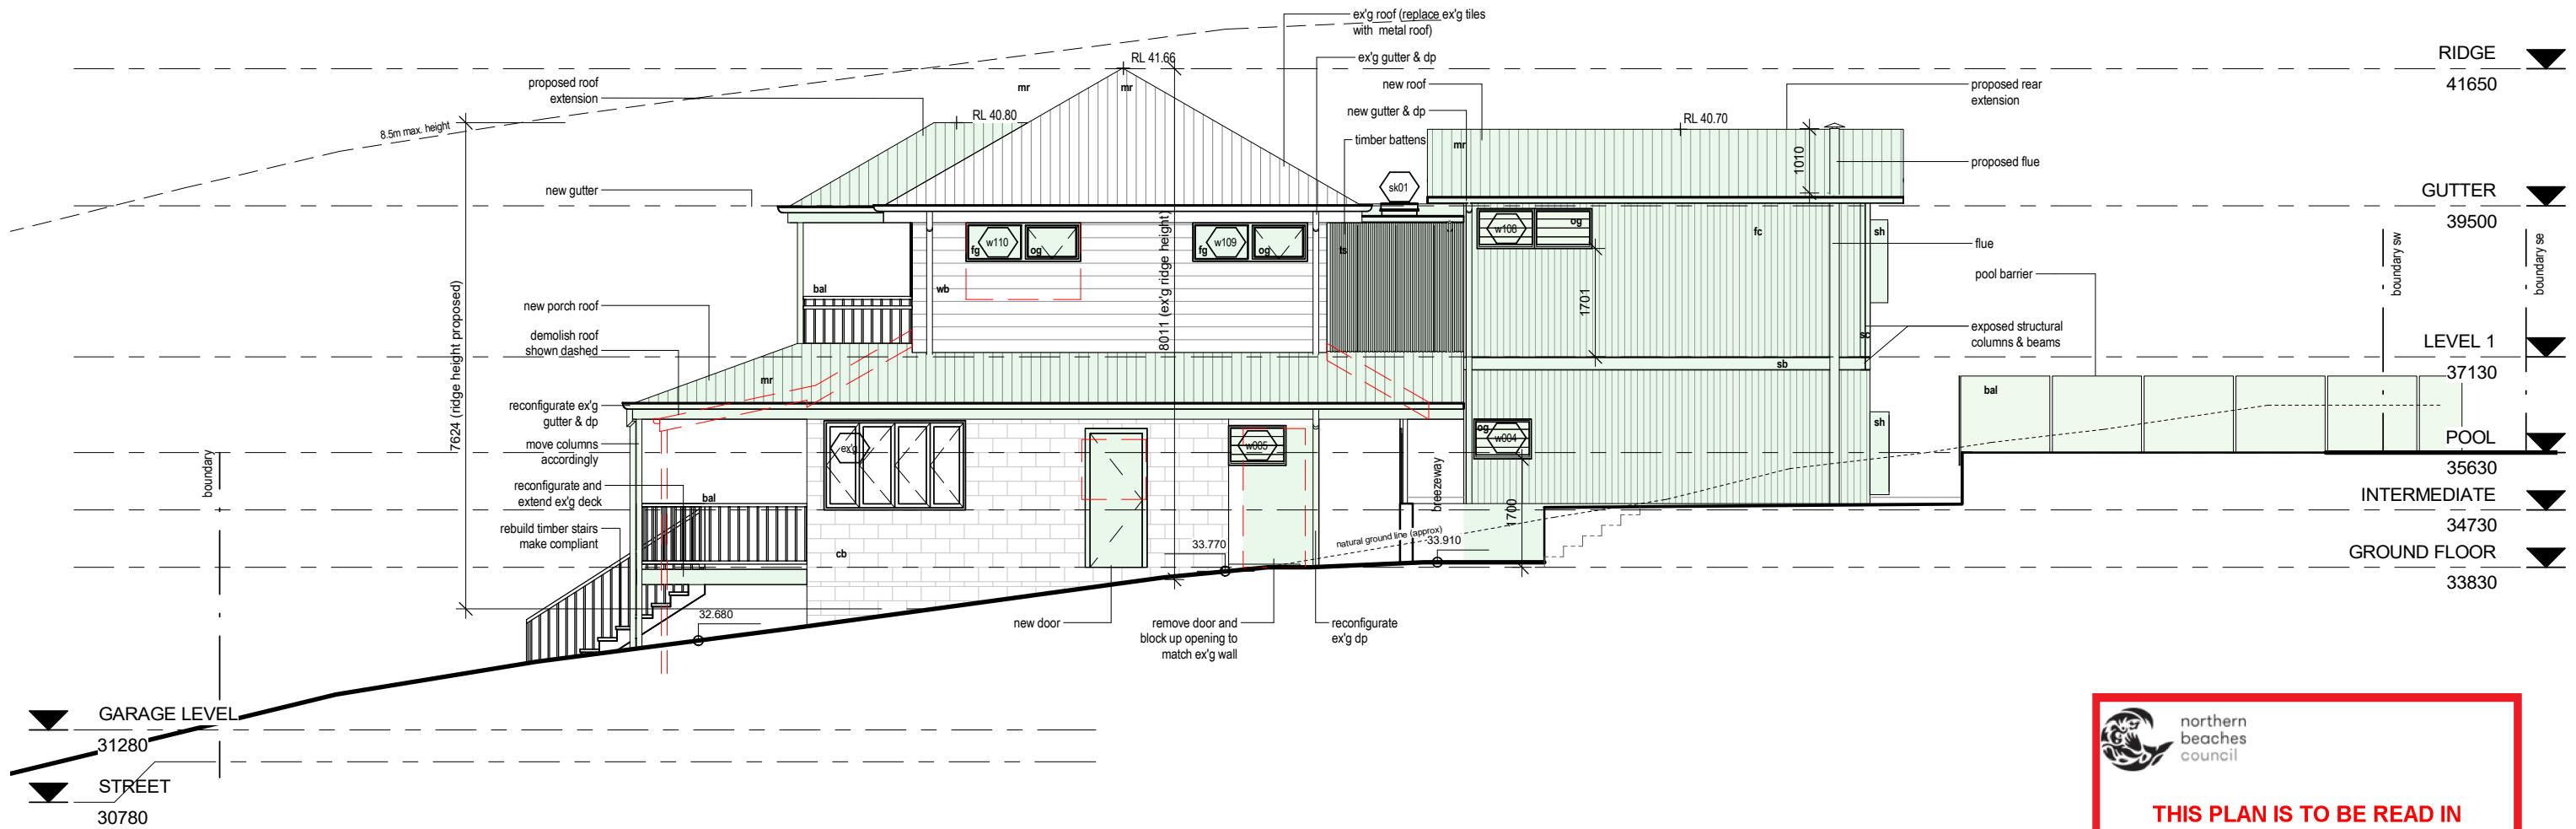 ex'g roof (replace ex'g tiles
with metal roof)
RL 41.66
ex'g gutter & dp
RIDGE
41650
proposed roof
extension
mr
mr
new roof
proposed rear
extension
8.5m max. height
RL 40.80
new gutter & dp
RL 40.70
timber battens
mr
1010
proposed flue
new gutter
sk01
GUTTER
39500
w110
fg
og
w109
fg
og
ts
w108
og
fc
sh
flue
boundary sw
boundary se
pool barrier
7624 (ridge height proposed)
8011 (ex'g ridge height)
bal
wb
1701
new porch roof
demolish roof
shown dashed
sc
exposed structural
columns & beams
LEVEL 1
37130
sb
mr
bal
reconfigurate ex'g
gutter & dp
move columns
accordingly
ex'g
w005
og
w004
sh
POOL
35630
boundary
breezeway
reconfigurate and
extend ex'g deck
bal
INTERMEDIATE
34730
1700
rebuild timber stairs
make compliant
cb
33.770
natural ground line (approx)
33.910
GROUND FLOOR
33830
32.680
new door
remove door and
block up opening to
match ex'g wall
reconfigurate
ex'g dp
GARAGE LEVEL
31280
STREET
30780
northern
beaches
council
THIS PLAN IS TO BE READ IN